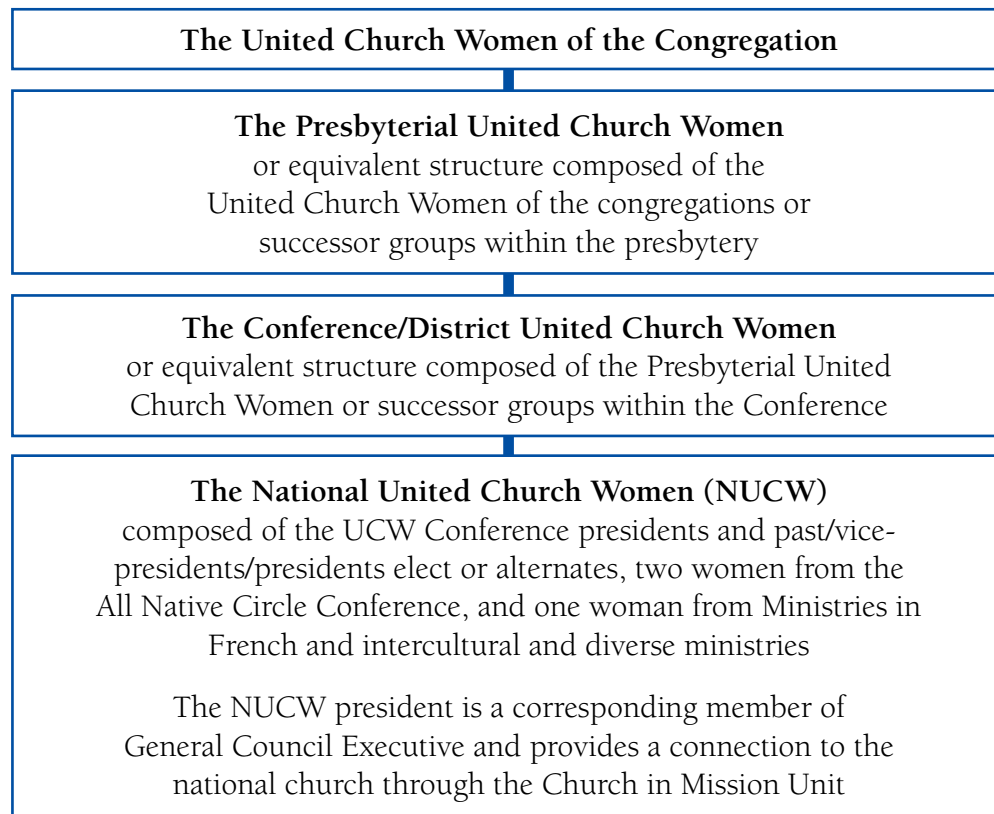 The United Church Women of the Congregation
The Presbyterial United Church Women
or equivalent structure composed of the
United Church Women of the congregations or
successor groups within the presbytery
The Conference/District United Church Women
or equivalent structure composed of the Presbyterial United
Church Women or successor groups within the Conference
The National United Church Women (NUCW)
composed of the UCW Conference presidents and past/vice-
presidents/presidents elect or alternates, two women from the
All Native Circle Conference, and one woman from Ministries in
French and intercultural and diverse ministries
The NUCW president is a corresponding member of
General Council Executive and provides a connection to the
national church through the Church in Mission Unit